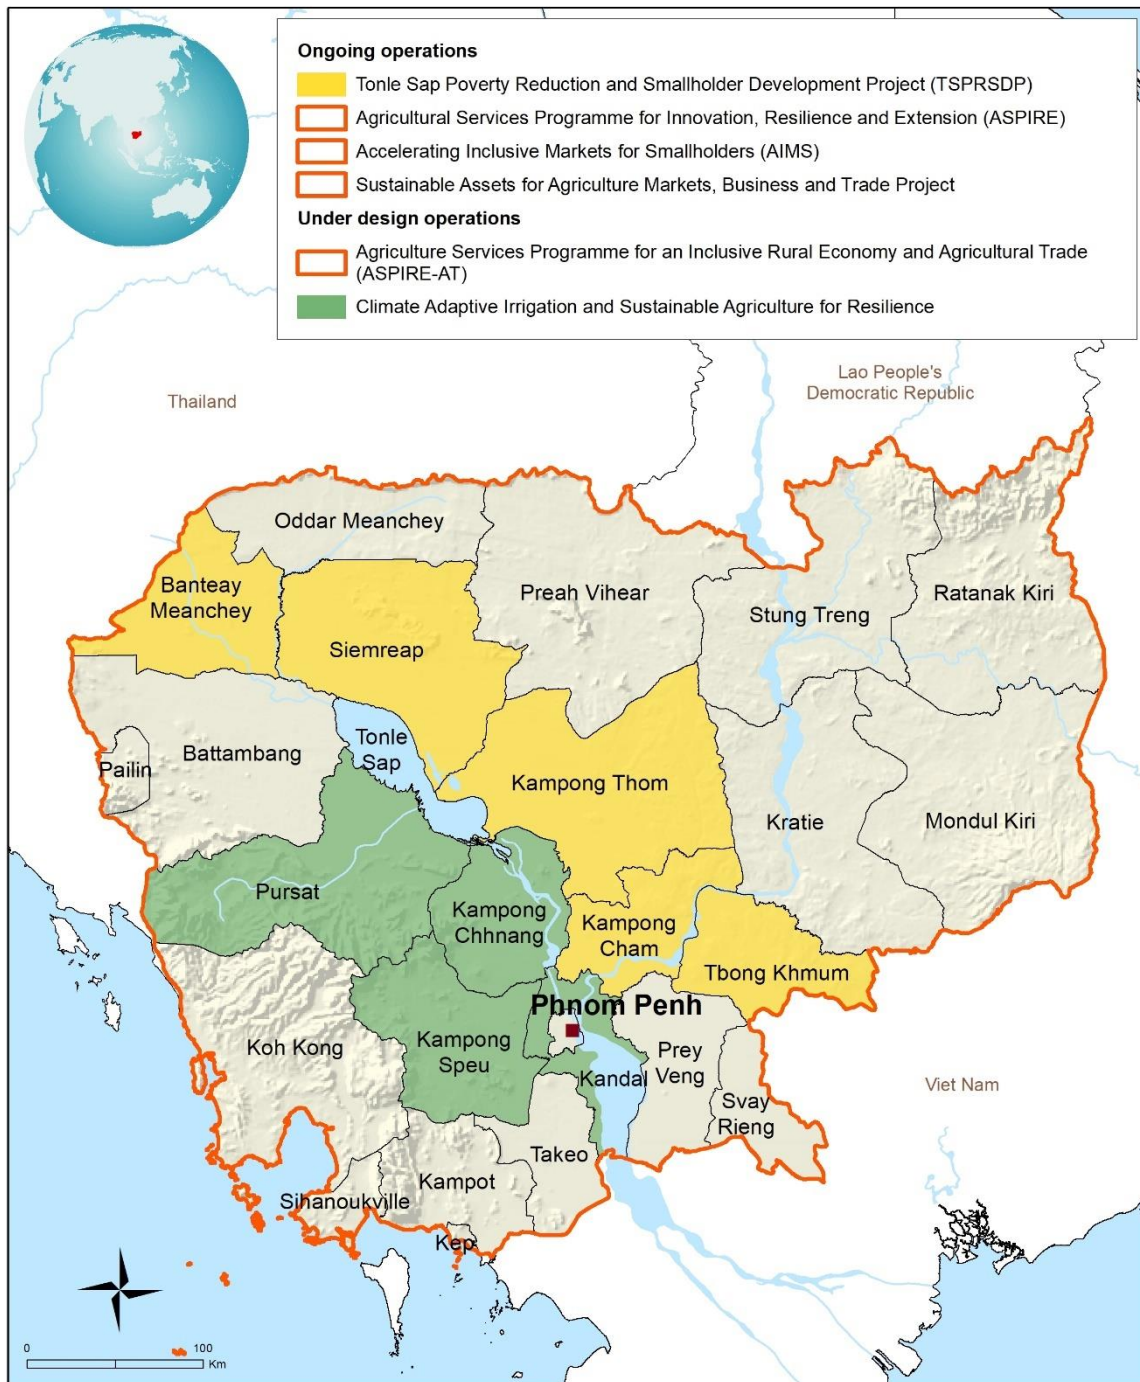 Ongoing operations
Tonle Sap Poverty Reduction and Smallholder Development Project (TSPRSDP)
Agricultural Services Programme for Innovation, Resilience and Extension (ASPIRE)
Accelerating Inclusive Markets for Smallholders (AIMS)
Sustainable Assets for Agriculture Markets, Business and Trade Project
Under design operations
Agriculture Services Programme for an Inclusive Rural Economy and Agricultural Trade
(ASPIRE-AT)
Climate Adaptive Irrigation and Sustainable Agriculture for Resilience
Lao People's
Democratic Republic
Thailand
Oddar Meanchey
Banteay
Meanchey
Preah Vihear
Ratanak Kiri
Stung Treng
Siemreap
Tonle
Sap
Battambang
Pailin
Kampong Thom
Kratie
Mondul Kiri
Pursat
Kampong
Chhnang
Kampong
Cham
Tbong Khmum
Phnom Penh
Koh Kong
Kampong
Speu
Prey
Veng
Kandal
Svay
Rieng
Viet Nam
Takeo
Kampot
Sihanoukville
Kep
0 100
Km